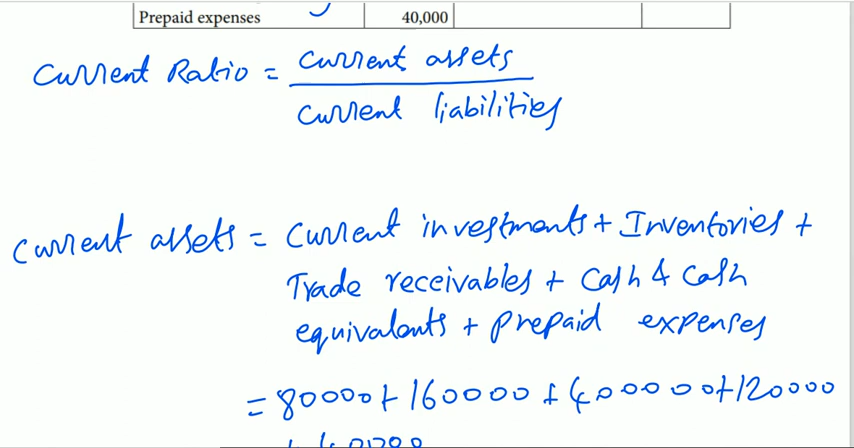 Prepaid expenses 40,000
Current Ratio = Current assets / Current liabilities
Current assets = Current investments + Inventories +
Trade receivables + Cash & Cash
equivalents + Prepaid expenses
= 80000 + 160000 + 400000 + 120000
+ 40000